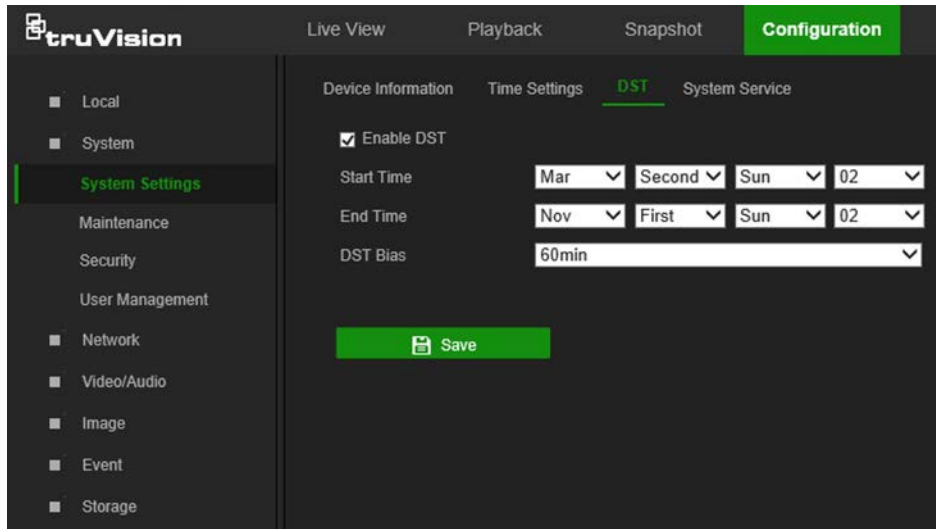 truVision Live View Playback Snapshot Configuration
Local
System
System Settings
Maintenance
Security
User Management
Network
Video/Audio
Image
Event
Storage
Device Information Time Settings DST System Service
Enable DST
Start Time Mar Second Sun 02
End Time Nov First Sun 02
DST Bias 60min
Save